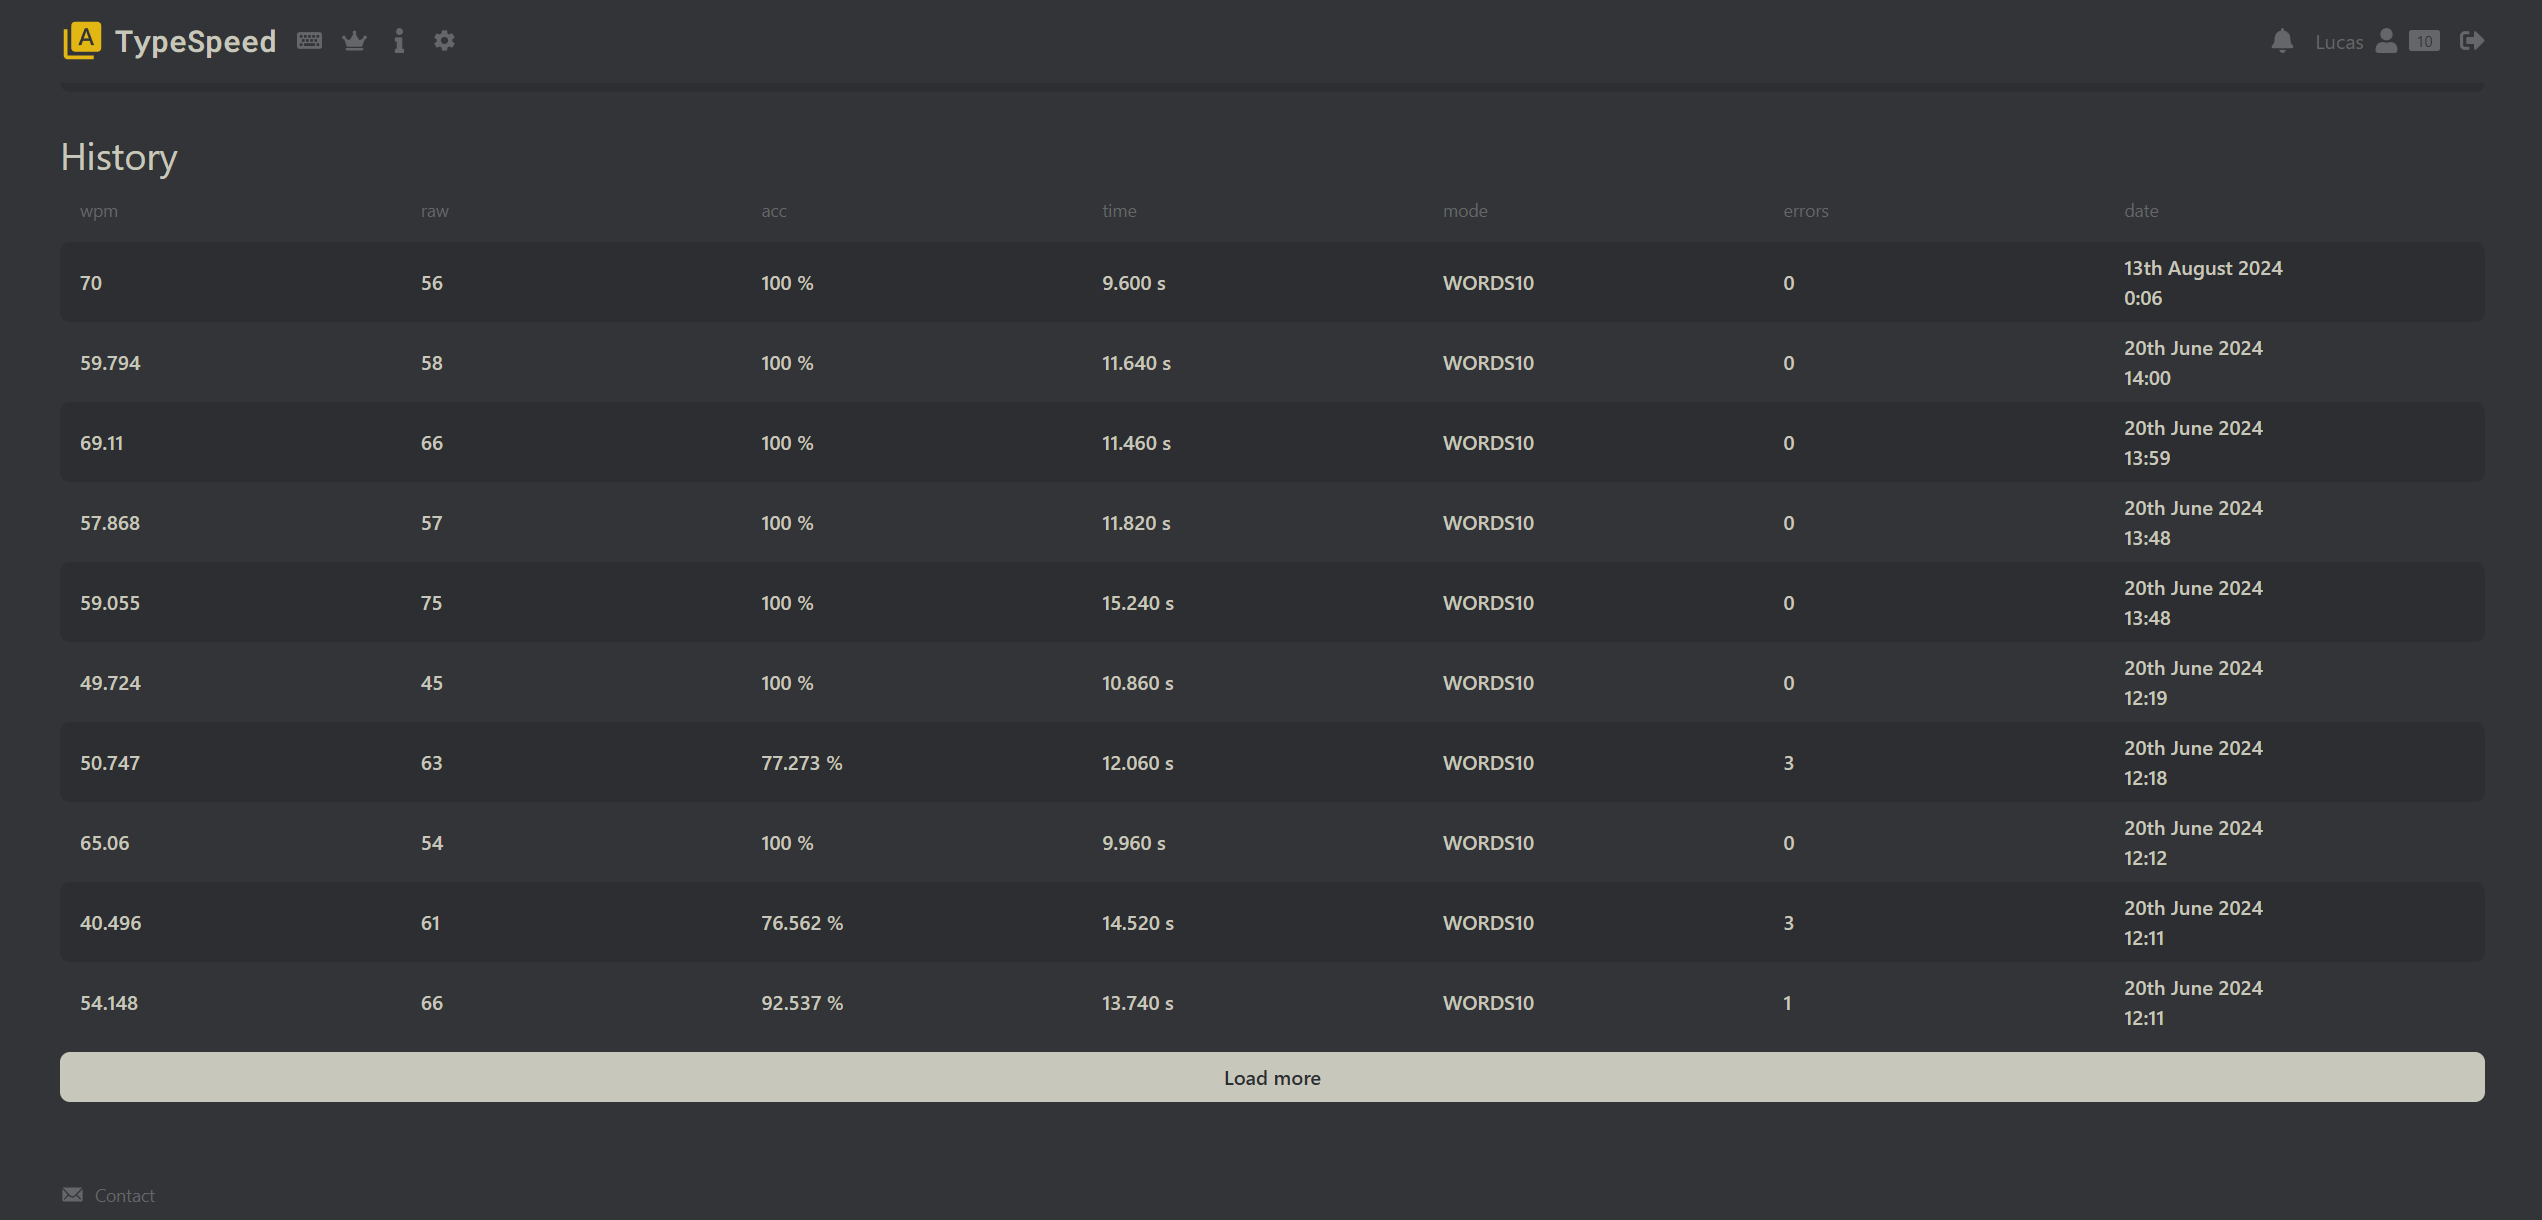 A TypeSpeed Lucas 10
History
wpm raw acc time mode errors date
70 56 100 % 9.600 s WORDS10 0 13th August 2024
0:06
59.794 58 100 % 11.640 s WORDS10 0 20th June 2024
14:00
69.11 66 100 % 11.460 s WORDS10 0 20th June 2024
13:59
57.868 57 100 % 11.820 s WORDS10 0 20th June 2024
13:48
59.055 75 100 % 15.240 s WORDS10 0 20th June 2024
13:48
49.724 45 100 % 10.860 s WORDS10 0 20th June 2024
12:19
50.747 63 77.273 % 12.060 s WORDS10 3 20th June 2024
12:18
65.06 54 100 % 9.960 s WORDS10 0 20th June 2024
12:12
40.496 61 76.562 % 14.520 s WORDS10 3 20th June 2024
12:11
54.148 66 92.537 % 13.740 s WORDS10 1 20th June 2024
12:11
Load more
Contact